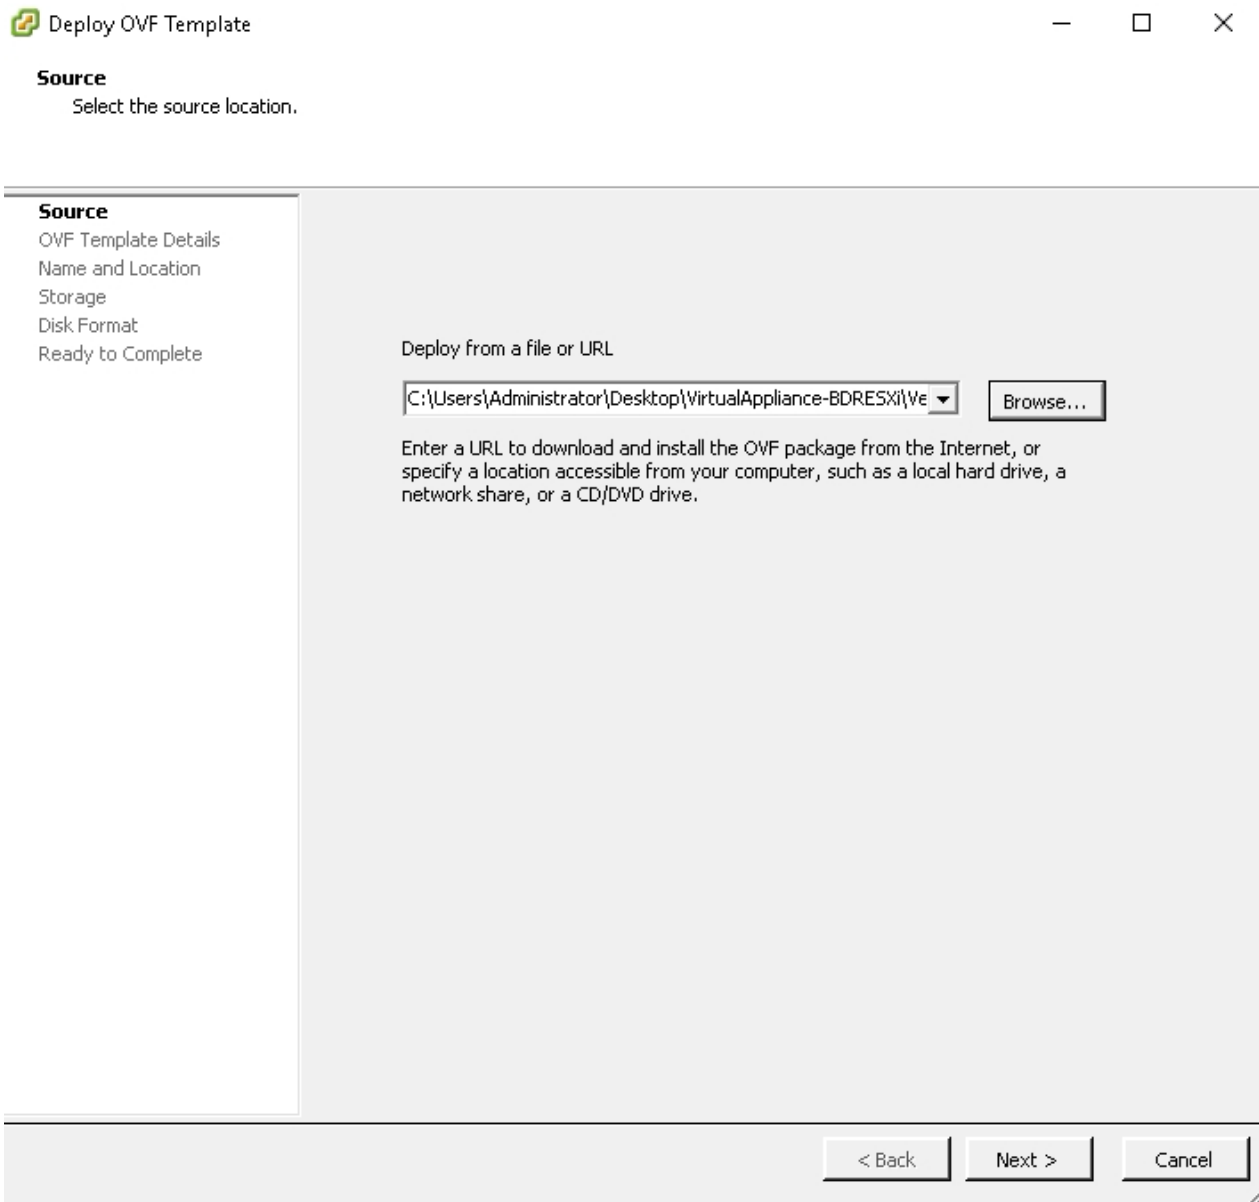 Deploy OVF Template
Source
Select the source location.
Source
OVF Template Details
Name and Location
Storage
Disk Format
Ready to Complete
Deploy from a file or URL
C:\Users\Administrator\Desktop\VirtualAppliance-BDRESXi\Ve
Browse...
Enter a URL to download and install the OVF package from the Internet, or
specify a location accessible from your computer, such as a local hard drive, a
network share, or a CD/DVD drive.
< Back
Next >
Cancel